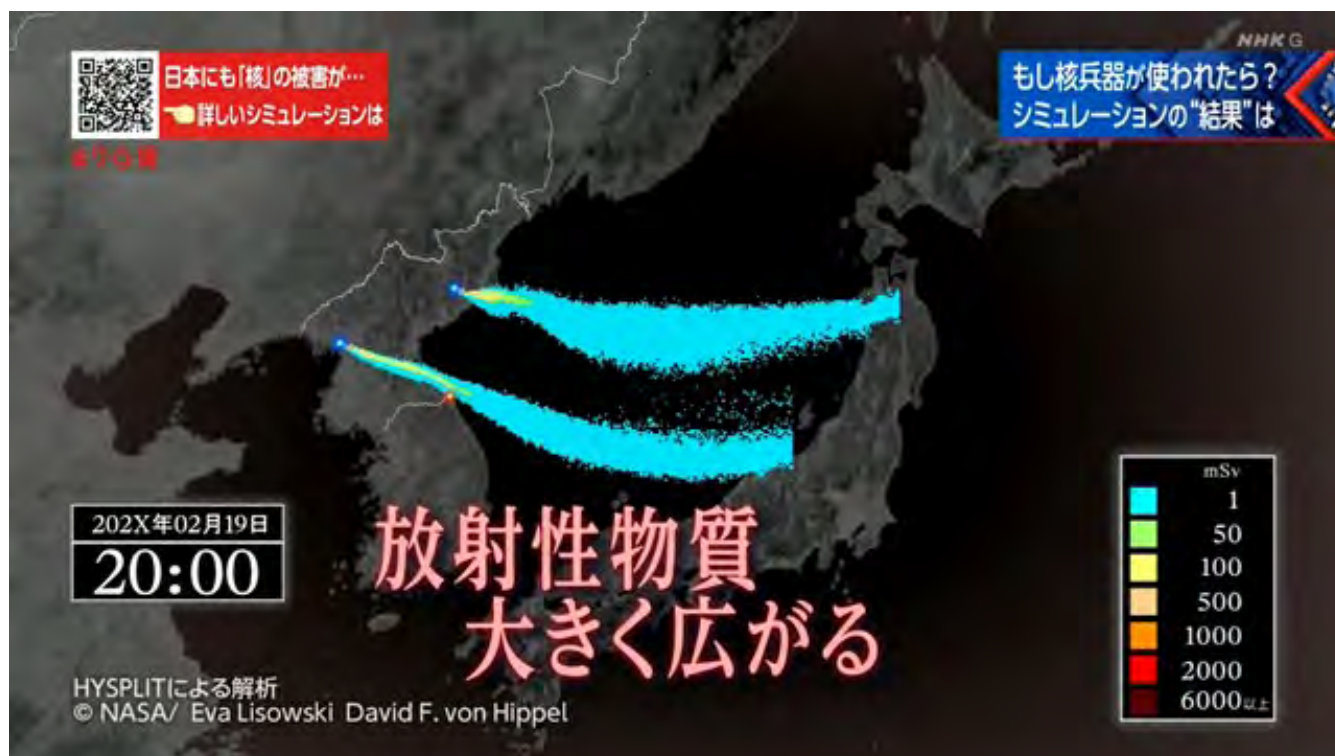 NHK G
日本にも「核」の被害が…
詳しいシミュレーションは
もし核兵器が使われたら？
シミュレーションの“結果”は
mSv
1
50
100
500
1000
2000
6000以上
202X年02月19日
20:00
放射性物質
大きく広がる
HYSPLITによる解析
© NASA/ Eva Lisowski David F. von Hippel